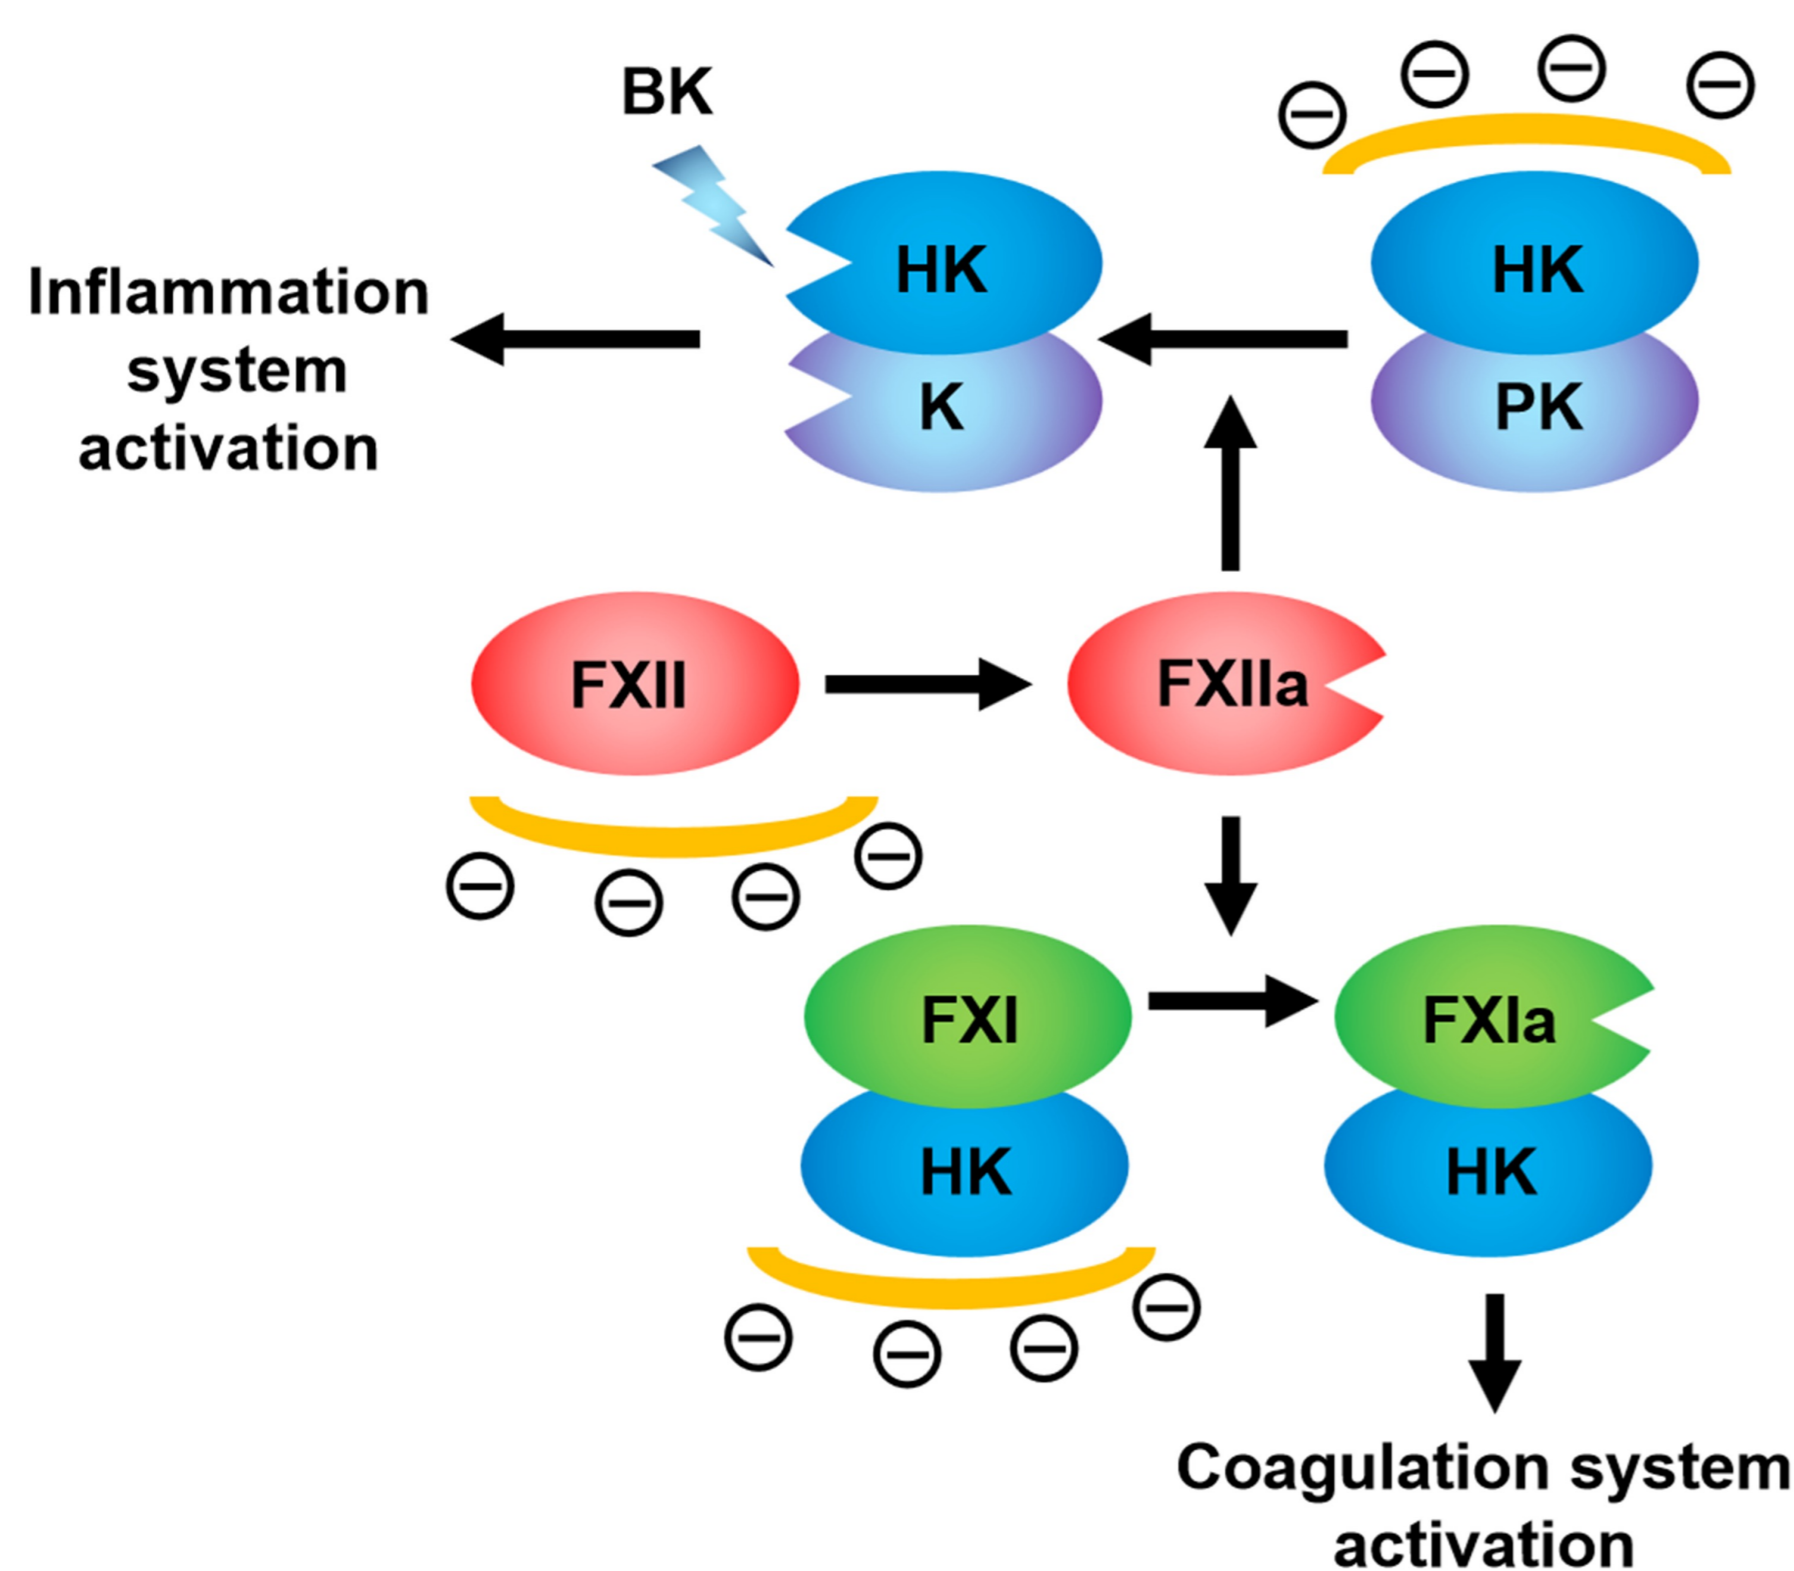 BK
HK
K
HK
PK
Inflammation
system
activation
FXII
FXIIa
FXI
HK
FXIa
HK
Coagulation system
activation